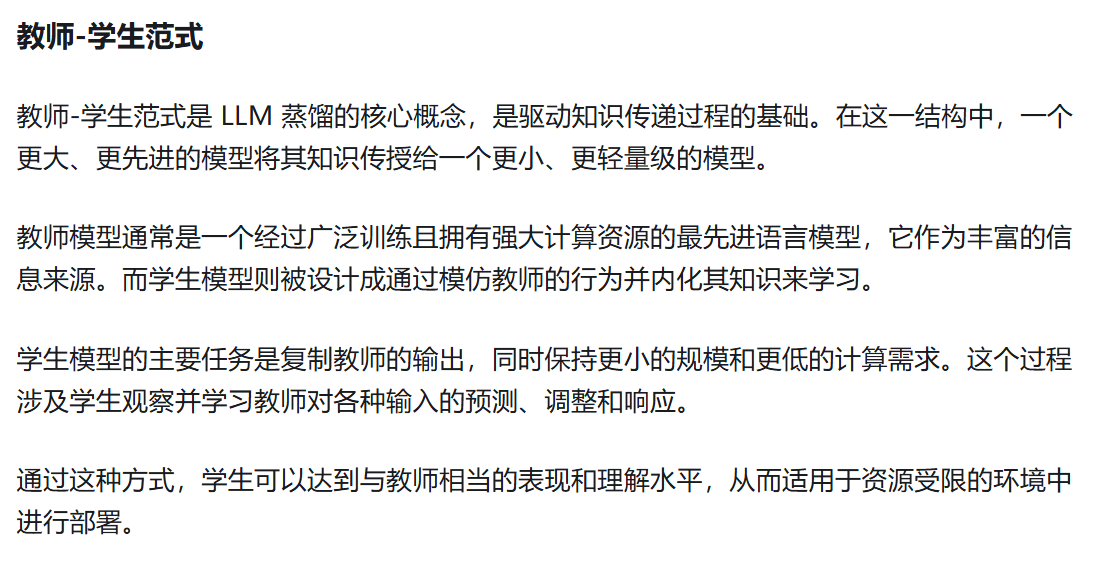 教师-学生范式
教师-学生范式是 LLM 蒸馏的核心概念，是驱动知识传递过程的基础。在这一结构中，一个
更大、更先进的模型将其知识传授给一个更小、更轻量级的模型。
教师模型通常是一个经过广泛训练且拥有强大计算资源的最先进语言模型，它作为丰富的信
息来源。而学生模型则被设计成通过模仿教师的行为并内化其知识来学习。
学生模型的主要任务是复制教师的输出，同时保持更小的规模和更低的计算需求。这个过程
涉及学生观察并学习教师对各种输入的预测、调整和响应。
通过这种方式，学生可以达到与教师相当的表现和理解水平，从而适用于资源受限的环境中
进行部署。